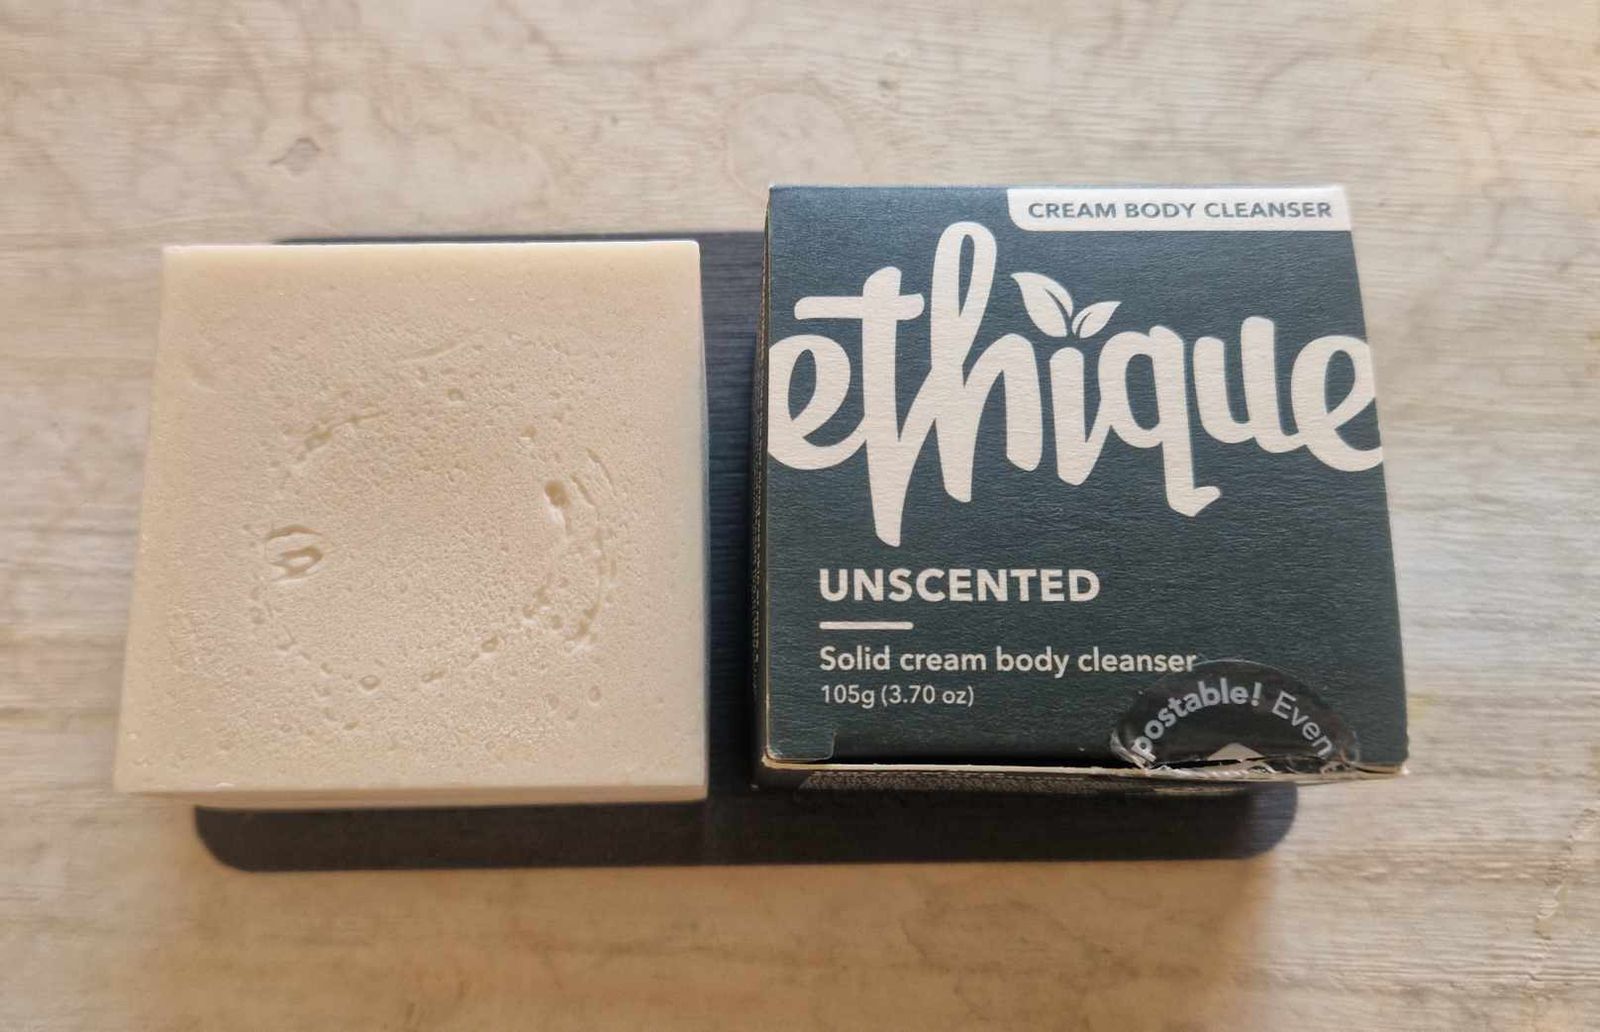 CREAM BODY CLEANSER
ethique
UNSCENTED
Solid cream body cleanser
105g (3.70 oz)
postable! Even